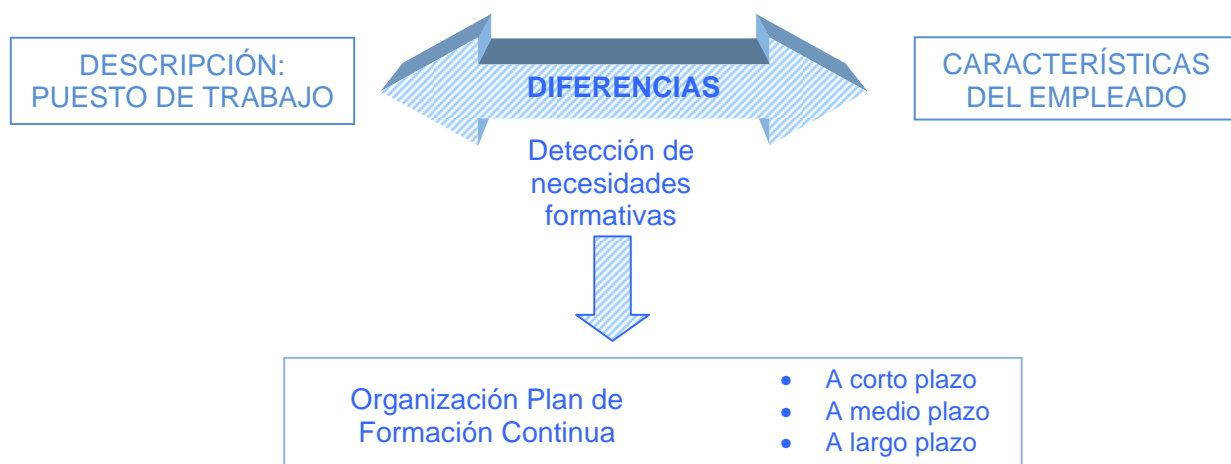 DESCRIPCIÓN:
PUESTO DE TRABAJO
DIFERENCIAS
CARACTERÍSTICAS
DEL EMPLEADO
Detección de
necesidades
formativas
Organización Plan de
Formación Continua
• A corto plazo
• A medio plazo
• A largo plazo